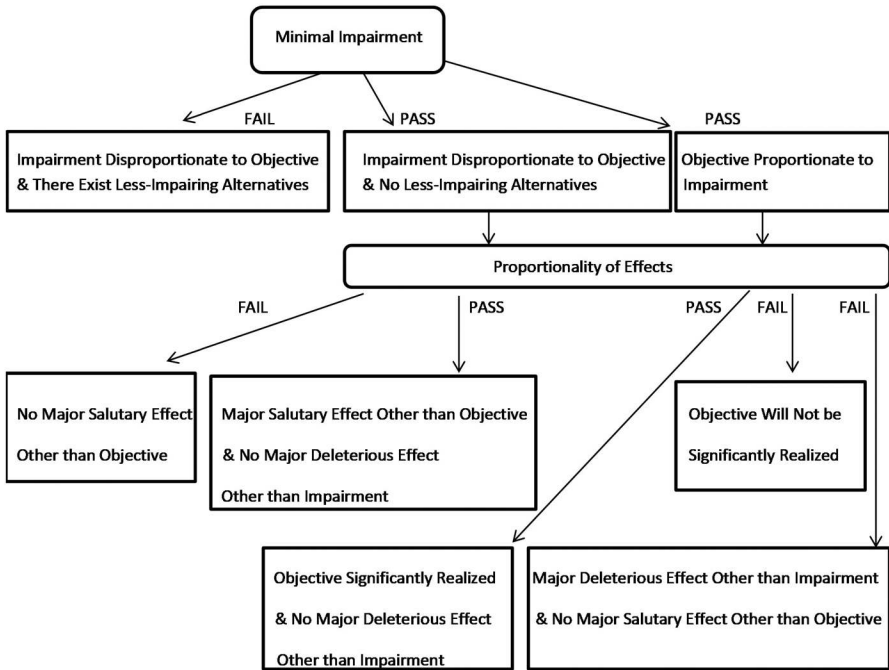 Minimal Impairment
FAIL
PASS
PASS
Impairment Disproportionate to Objective
& There Exist Less-Impairing Alternatives
Impairment Disproportionate to Objective
& No Less-Impairing Alternatives
Objective Proportionate to
Impairment
Proportionality of Effects
FAIL
PASS
PASS
FAIL
FAIL
No Major Salutary Effect
Other than Objective
Major Salutary Effect Other than Objective
& No Major Deleterious Effect
Other than Impairment
Objective Will Not be
Significantly Realized
Objective Significantly Realized
& No Major Deleterious Effect
Other than Impairment
Major Deleterious Effect Other than Impairment
& No Major Salutary Effect Other than Objective